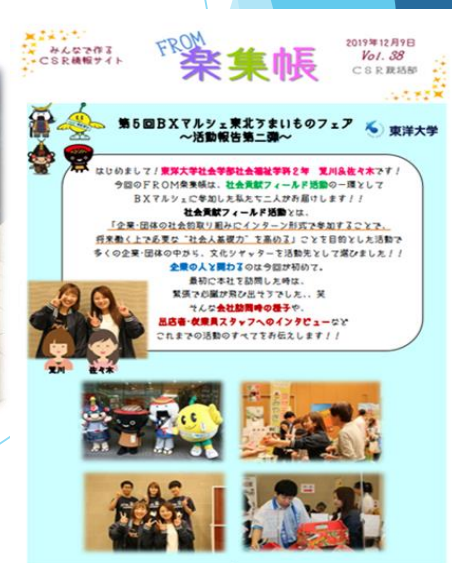 みんなで作る
CSR情報サイト
FROM
楽集帳
2019年12月9日
Vol. 38
CSR統括部
第5回BXマルシェ東北うまいものフェア
～活動報告第二弾～
東洋大学
はじめまして！東洋大学社会学部社会福祉学科2年 荒川&佐々木です！
今回のFROM楽集帳は、社会貢献フィールド活動の一環として
BXマルシェに参加した私たち二人がお届けします！！
社会貢献フィールド活動とは、
「企業・団体の社会的取り組みにインターン形式で参加することで、
将来働く上で必要な“社会人基礎力”を高める」ことを目的とした活動で
多くの企業・団体の中から、文化シヤッターを活動先として選びました！！
企業の人と関わるのは今回が初めて。
最初に本社を訪問した時は、
緊張で心臓が飛び出そうでした．．笑
そんな会社訪問時の様子や、
出店者・従業員スタッフへのインタビューなど
これまでの活動のすべてをお伝えします！！
荒川
佐々木